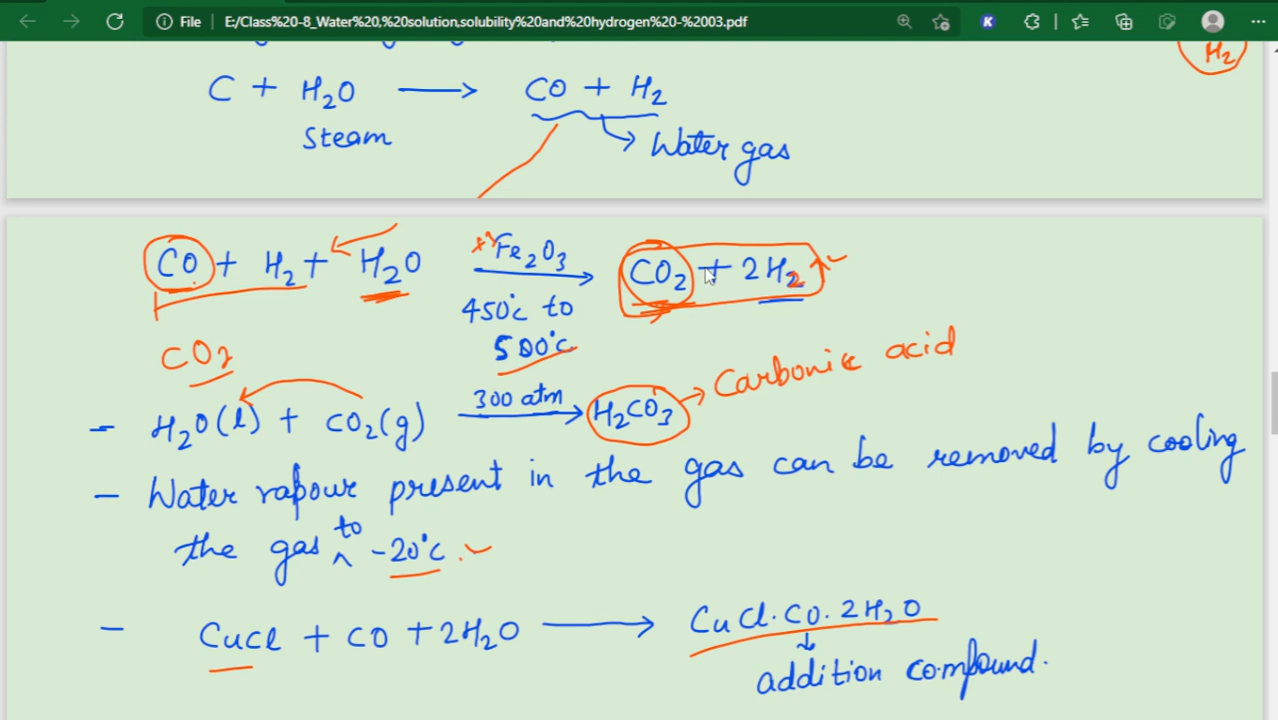 File E:/Class%20-8_Water%20,%20solution,solubility%20and%20hydrogen%20-%2003.pdf
H2
C + H2O ⟶ CO + H2
Steam
Water gas
CO + H2 + H2O Fe2O3 ⟶ CO2 + 2H2 ↑
450°C to
500°C
CO2
Carbonic acid
- H2O(l) + CO2(g) 300 atm ⟶ H2CO3
- Water vapour present in the gas can be removed by cooling
the gas to -20°C.
- CuCl + CO + 2H2O ⟶ CuCl.CO.2H2O
addition compound.